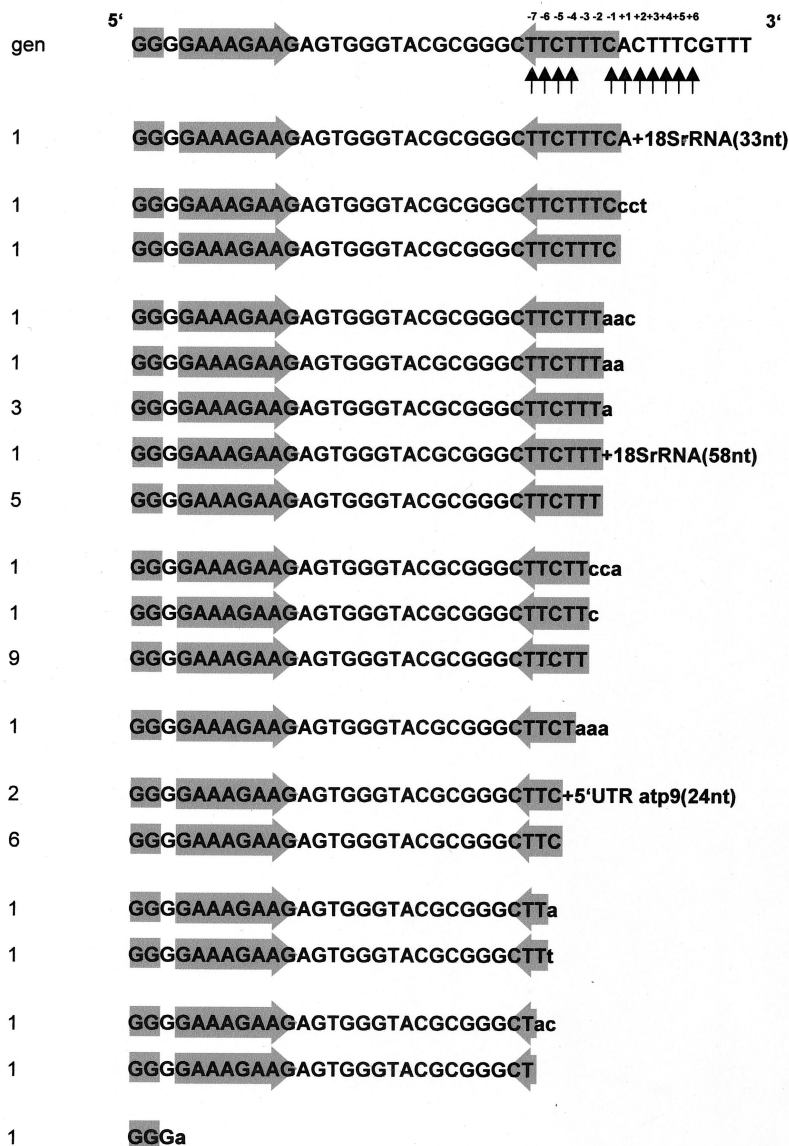 5‘ -7 -6 -5 -4 -3 -2 -1 +1 +2 +3 +4 +5 +6 3‘
gen GGGGAAAGAAGAGTGGGTACGCGGGCTTCTTTCACTTTCGTTT
1 GGGGAAAGAAGAGTGGGTACGCGGGCTTCTTTCA+18SrRNA(33nt)
1 GGGGAAAGAAGAGTGGGTACGCGGGCTTCTTTCcct
1 GGGGAAAGAAGAGTGGGTACGCGGGCTTCTTTC
1 GGGGAAAGAAGAGTGGGTACGCGGGCTTCTTTaac
1 GGGGAAAGAAGAGTGGGTACGCGGGCTTCTTTaa
3 GGGGAAAGAAGAGTGGGTACGCGGGCTTCTTTa
1 GGGGAAAGAAGAGTGGGTACGCGGGCTTCTTT+18SrRNA(58nt)
5 GGGGAAAGAAGAGTGGGTACGCGGGCTTCTTT
1 GGGGAAAGAAGAGTGGGTACGCGGGCTTCTTcca
1 GGGGAAAGAAGAGTGGGTACGCGGGCTTCTTc
9 GGGGAAAGAAGAGTGGGTACGCGGGCTTCTT
1 GGGGAAAGAAGAGTGGGTACGCGGGCTTCTaaa
2 GGGGAAAGAAGAGTGGGTACGCGGGCTTC+5‘UTR atp9(24nt)
6 GGGGAAAGAAGAGTGGGTACGCGGGCTTC
1 GGGGAAAGAAGAGTGGGTACGCGGGCTTa
1 GGGGAAAGAAGAGTGGGTACGCGGGCTTt
1 GGGGAAAGAAGAGTGGGTACGCGGGCTac
1 GGGGAAAGAAGAGTGGGTACGCGGGCT
1 GGGGa